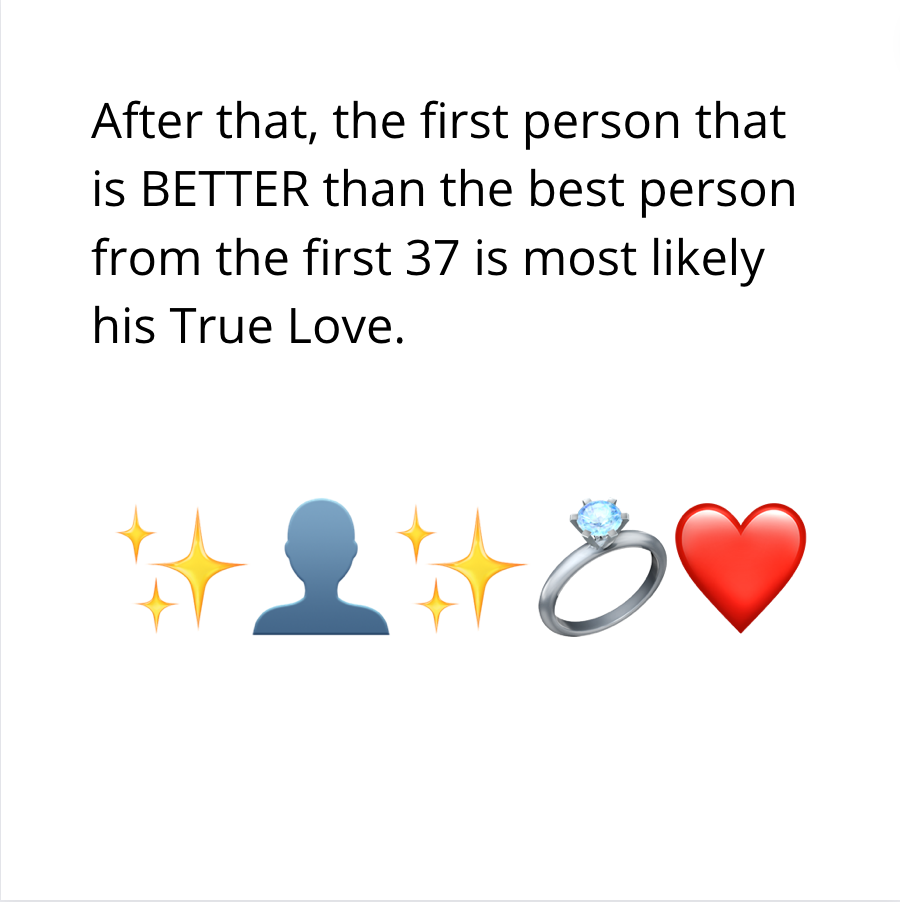 After that, the first person that
is BETTER than the best person
from the first 37 is most likely
his True Love.